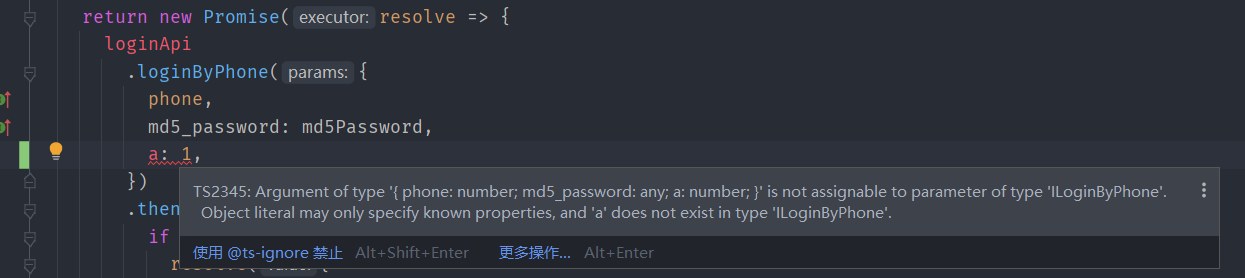 return new Promise( executor: resolve => {
loginApi
.loginByPhone( params: {
phone,
md5_password: md5Password,
a: 1,
})
TS2345: Argument of type '{ phone: number; md5_password: any; a: number; }' is not assignable to parameter of type 'ILoginByPhone'.
Object literal may only specify known properties, and 'a' does not exist in type 'ILoginByPhone'.
.then
if
使用 @ts-ignore 禁止 Alt+Shift+Enter 更多操作... Alt+Enter